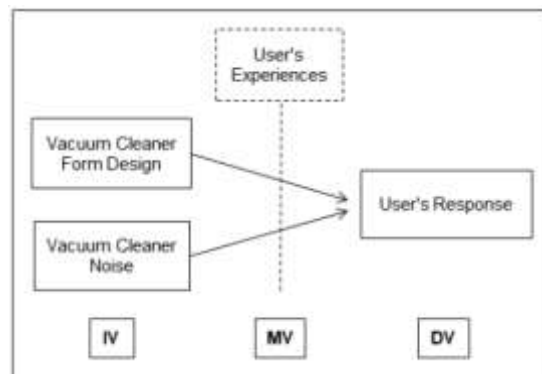 User's
Experiences
Vacuum Cleaner
Form Design
User's Response
Vacuum Cleaner
Noise
IV
MV
DV